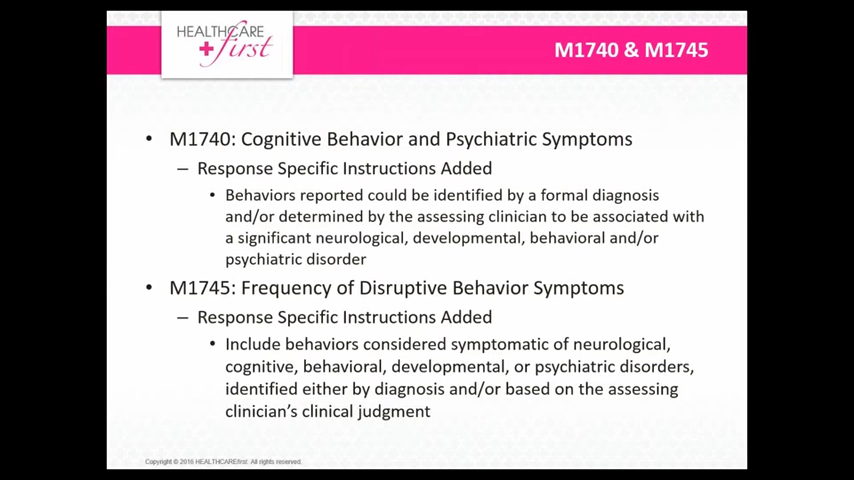 HEALTHCARE
first
M1740 & M1745
• M1740: Cognitive Behavior and Psychiatric Symptoms
– Response Specific Instructions Added
• Behaviors reported could be identified by a formal diagnosis
and/or determined by the assessing clinician to be associated with
a significant neurological, developmental, behavioral and/or
psychiatric disorder
• M1745: Frequency of Disruptive Behavior Symptoms
– Response Specific Instructions Added
• Include behaviors considered symptomatic of neurological,
cognitive, behavioral, developmental, or psychiatric disorders,
identified either by diagnosis and/or based on the assessing
clinician’s clinical judgment
Copyright © 2016 HEALTHCAREfirst. All rights reserved.